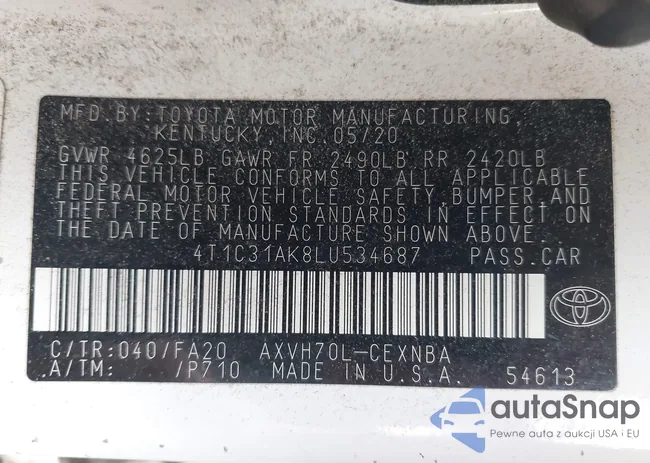 MFD.BY:TOYOTA MOTOR MANUFACTURING,
KENTUCKY,INC.05/20
GVWR 4625LB GAWR FR 2490LB RR 2420LB
THIS VEHICLE CONFORMS TO ALL APPLICABLE
FEDERAL MOTOR VEHICLE SAFETY,BUMPER,AND
THEFT PREVENTION STANDARDS IN EFFECT ON
THE DATE OF MANUFACTURE SHOWN ABOVE.
4T1C31AK8LU534687 PASS.CAR
C/TR:040/FA20 AXVH70L-CEXNBA
A/TM: /P710 MADE IN U.S.A. 54613
autoSnap
Pewne auta z aukcji USA i EU